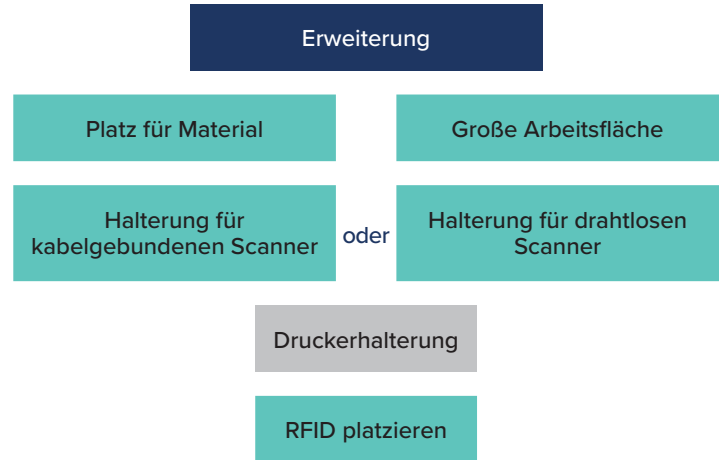 Erweiterung
Platz für Material
Große Arbeitsfläche
Halterung für
kabelgebundenen Scanner
oder
Halterung für drahtlosen
Scanner
Druckerhalterung
RFID platzieren